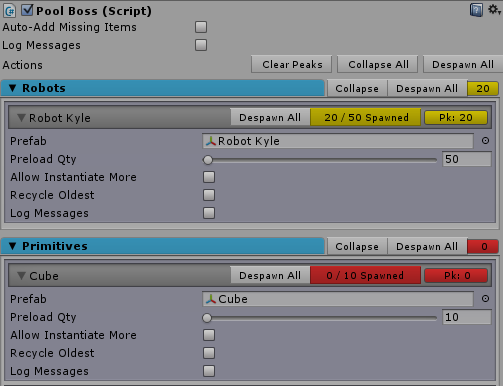 Pool Boss (Script)
Auto-Add Missing Items
Log Messages
Actions Clear Peaks Collapse All Despawn All
Robots Collapse Despawn All 20
Robot Kyle Despawn All 20 / 50 Spawned Pk: 20
Prefab Robot Kyle
Preload Qty 50
Allow Instantiate More
Recycle Oldest
Log Messages
Primitives Collapse Despawn All 0
Cube Despawn All 0 / 10 Spawned Pk: 0
Prefab Cube
Preload Qty 10
Allow Instantiate More
Recycle Oldest
Log Messages